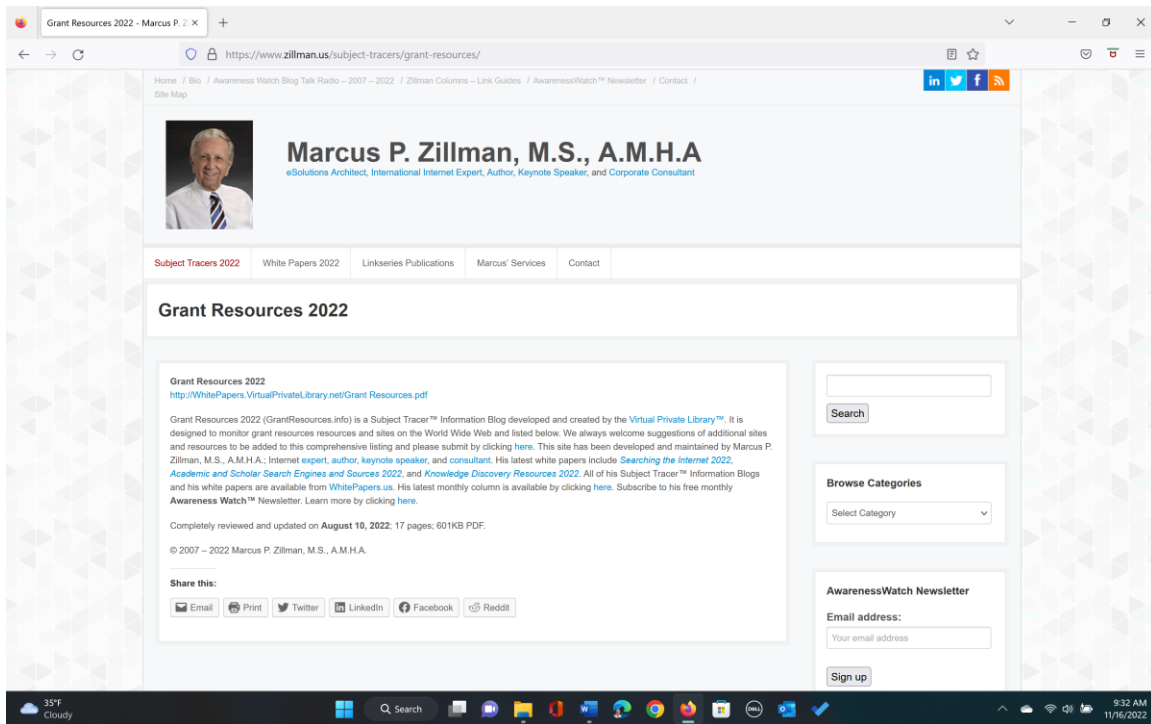 Grant Resources 2022 - Marcus P. Z
https://www.zillman.us/subject-tracers/grant-resources/
Home / Bio / Awareness Watch Blog Talk Radio – 2007 – 2022 / Zillman Columns – Link Guides / AwarenessWatch™ Newsletter / Contact /
Site Map
Marcus P. Zillman, M.S., A.M.H.A
eSolutions Architect, International Internet Expert, Author, Keynote Speaker, and Corporate Consultant
Subject Tracers 2022 White Papers 2022 Linkseries Publications Marcus' Services Contact
Grant Resources 2022
Grant Resources 2022
http://WhitePapers.VirtualPrivateLibrary.net/Grant Resources.pdf
Grant Resources 2022 (GrantResources.info) is a Subject Tracer™ Information Blog developed and created by the Virtual Private Library™. It is
designed to monitor grant resources resources and sites on the World Wide Web and listed below. We always welcome suggestions of additional sites
and resources to be added to this comprehensive listing and please submit by clicking here. This site has been developed and maintained by Marcus P.
Zillman, M.S., A.M.H.A.; Internet expert, author, keynote speaker, and consultant. His latest white papers include Searching the Internet 2022,
Academic and Scholar Search Engines and Sources 2022, and Knowledge Discovery Resources 2022. All of his Subject Tracer™ Information Blogs
and his white papers are available from WhitePapers.us. His latest monthly column is available by clicking here. Subscribe to his free monthly
Awareness Watch™ Newsletter. Learn more by clicking here.
Completely reviewed and updated on August 10, 2022; 17 pages; 601KB PDF.
© 2007 – 2022 Marcus P. Zillman, M.S., A.M.H.A.
Share this:
Email Print Twitter LinkedIn Facebook Reddit
Search
Browse Categories
Select Category
AwarenessWatch Newsletter
Email address:
Your email address
Sign up
35°F
Cloudy
Search
DELL
9:32 AM
11/16/2022